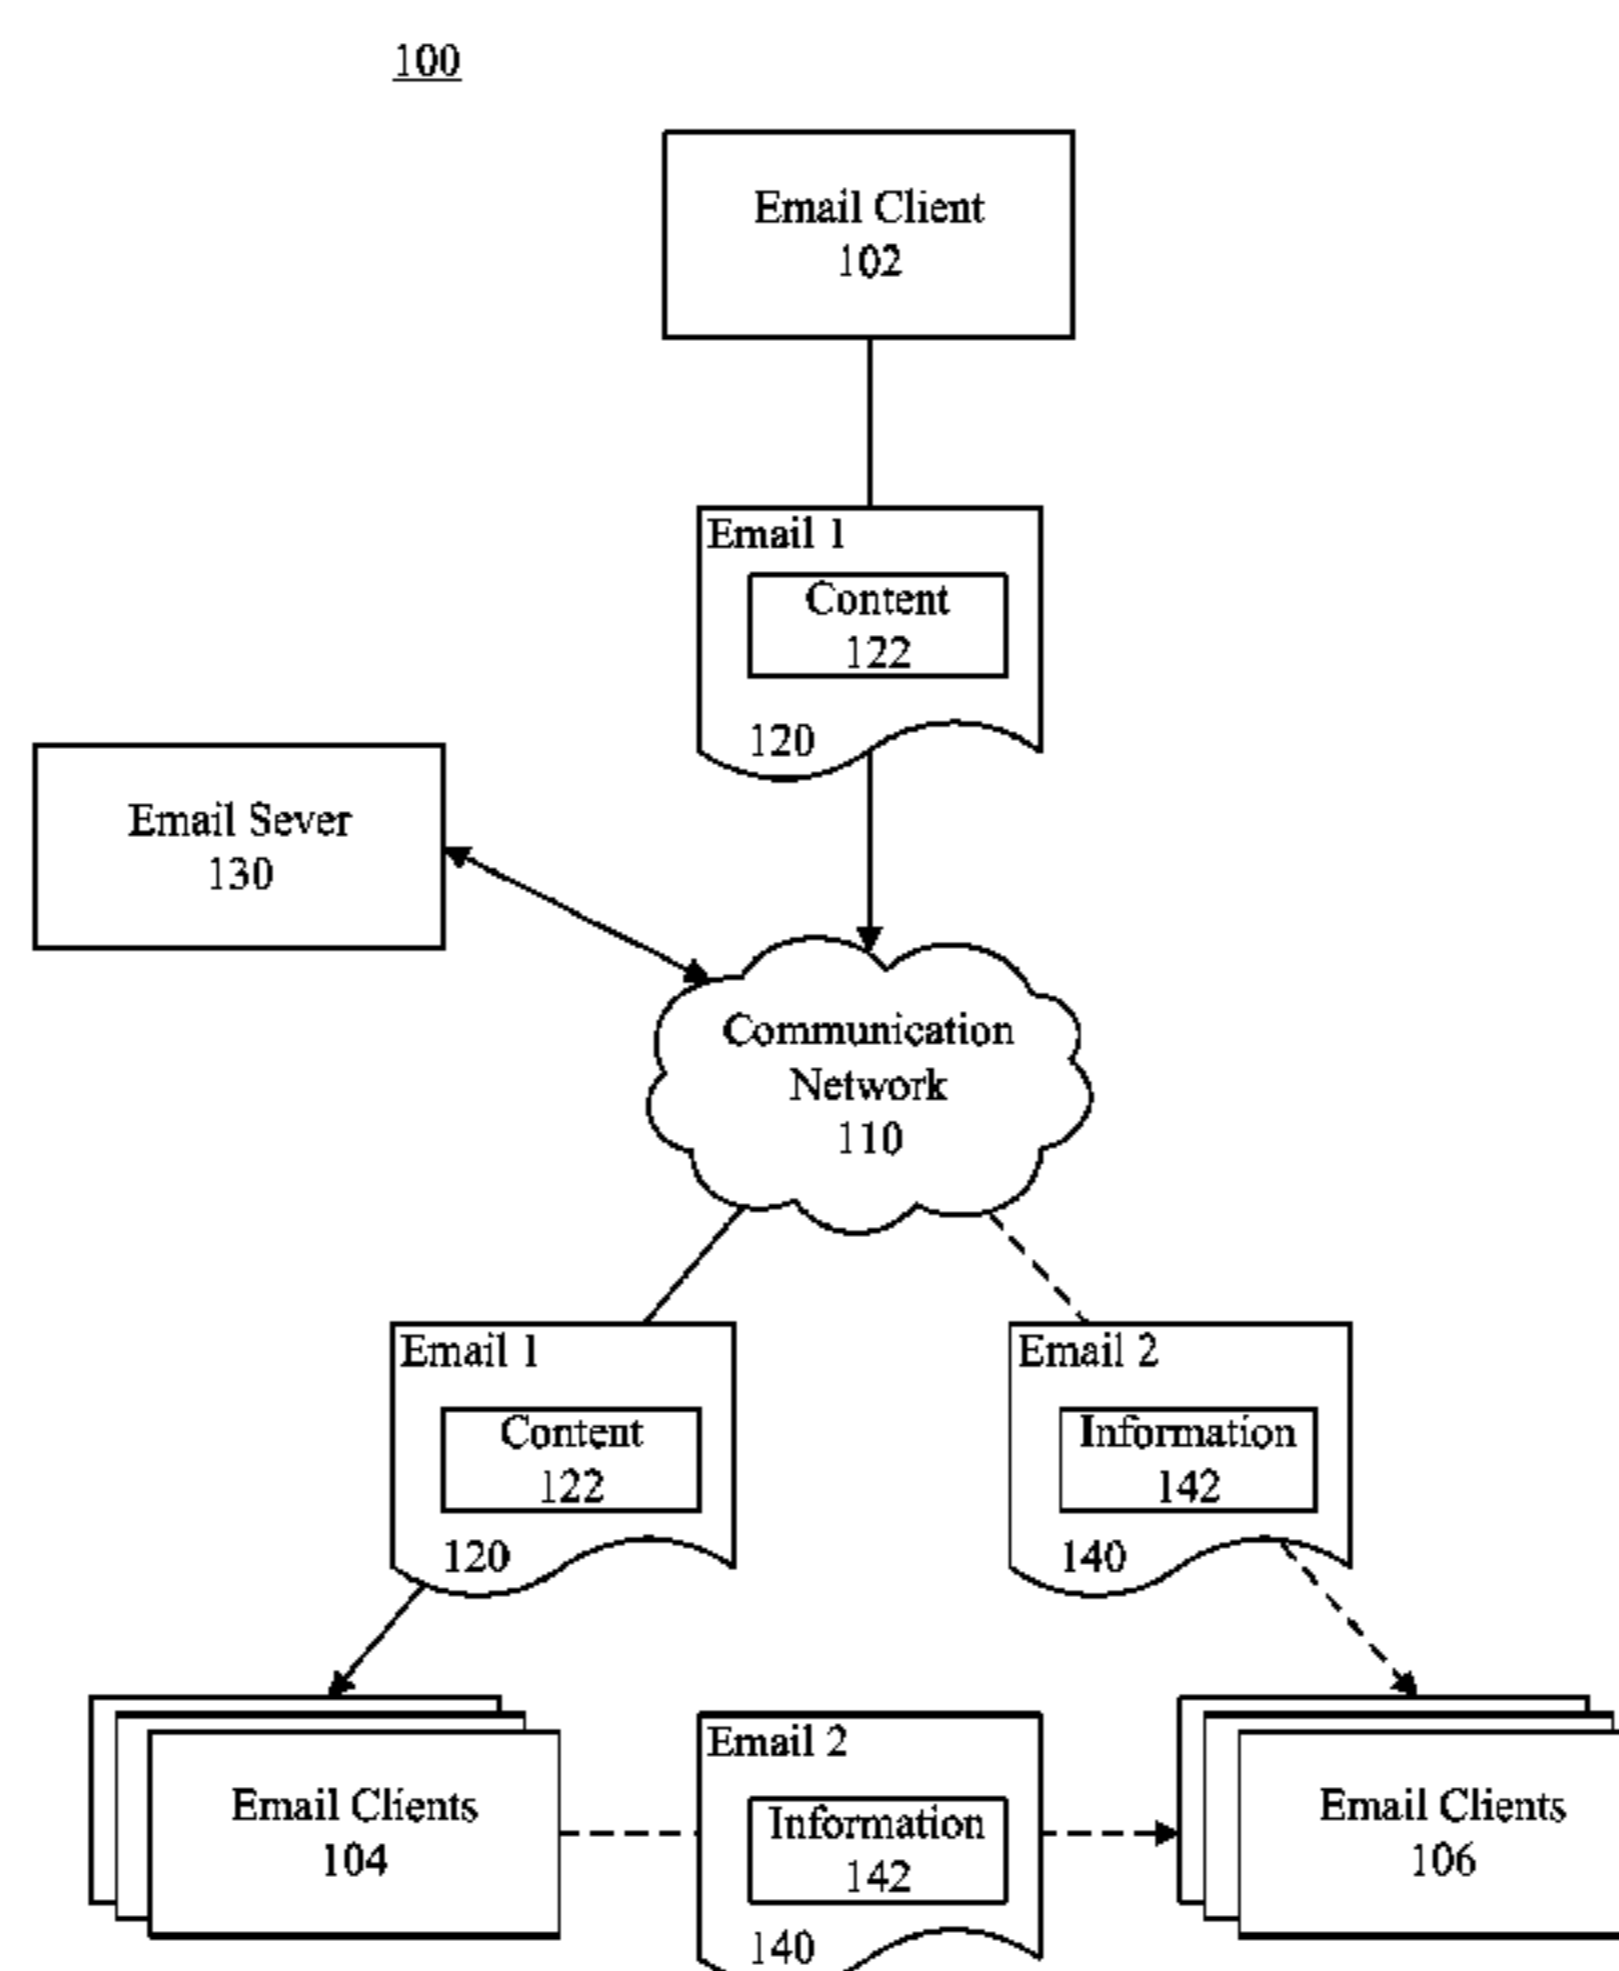 100
Email Client
102
Email 1
Content
122
120
Email Sever
130
Communication
Network
110
Email 1
Content
122
120
Email 2
Information
142
140
Email Clients
104
Email 2
Information
142
140
Email Clients
106